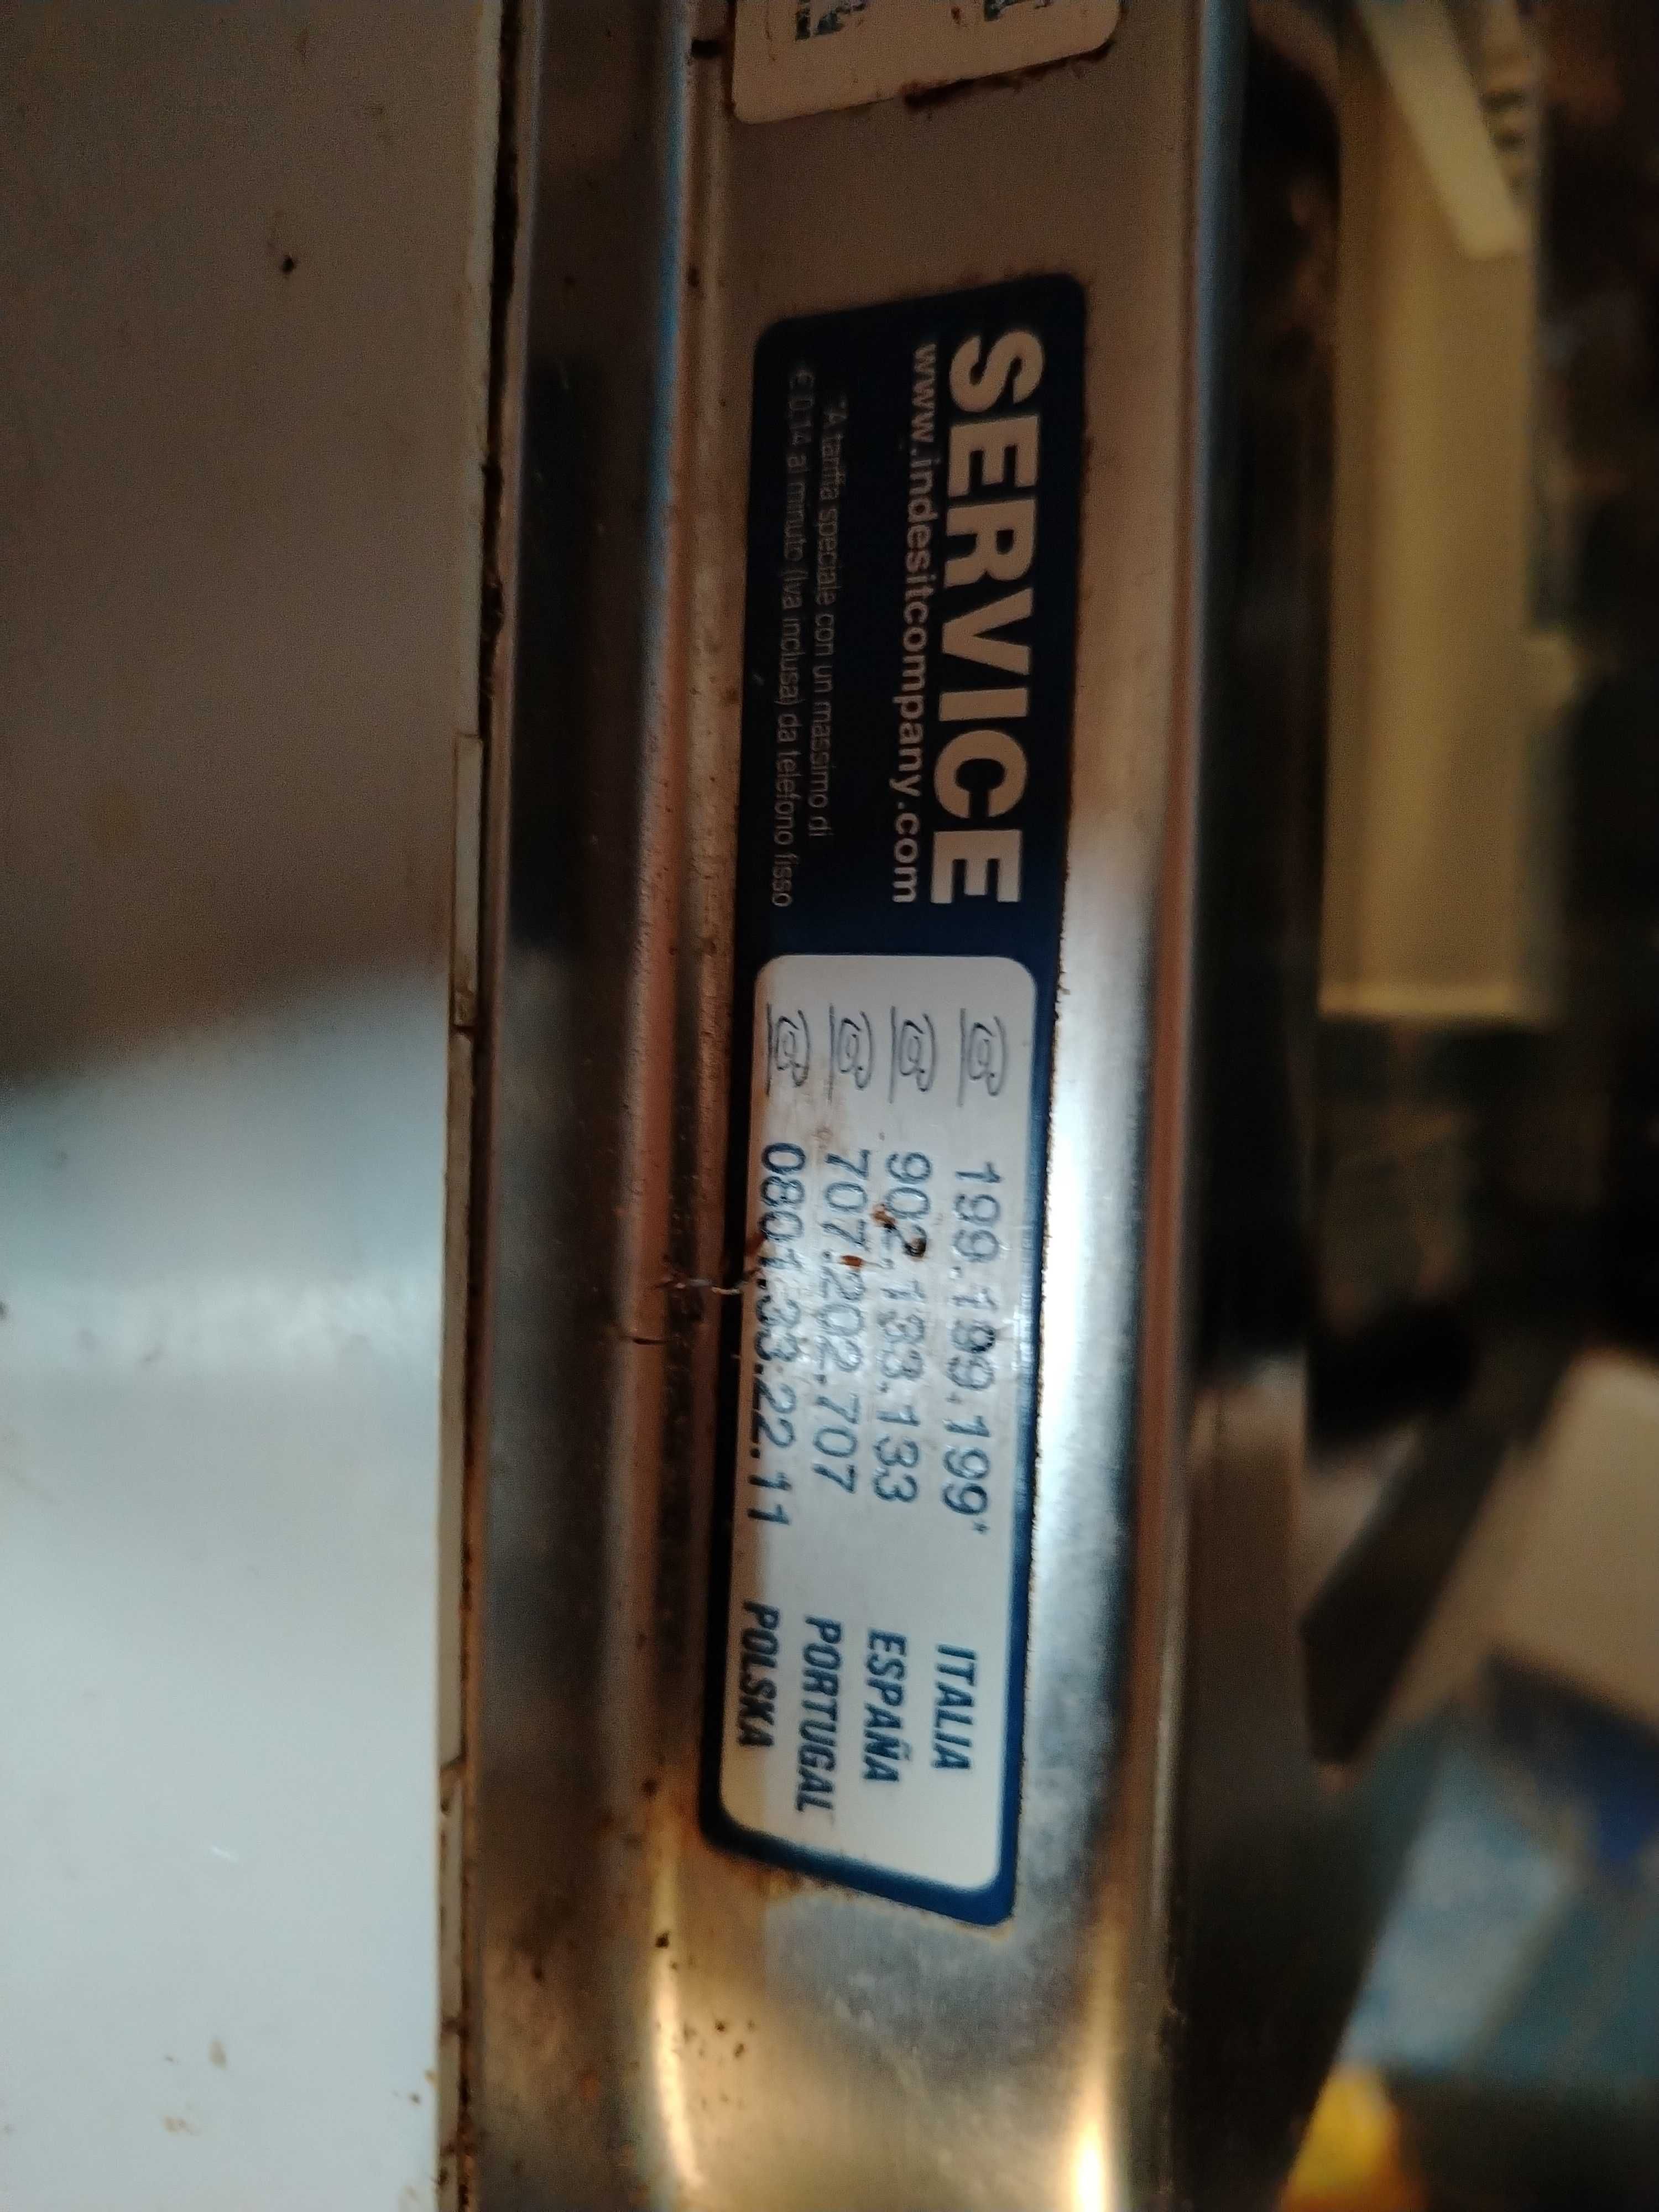 SERVICE
www.indesitcompany.com
*A tariffa speciale con un massimo di
€ 0,14 al minuto (Iva inclusa) da telefono fisso
199.199.199* ITALIA
902.133.133 ESPAÑA
707.202.707 PORTUGAL
0801.33.22.11 POLSKA